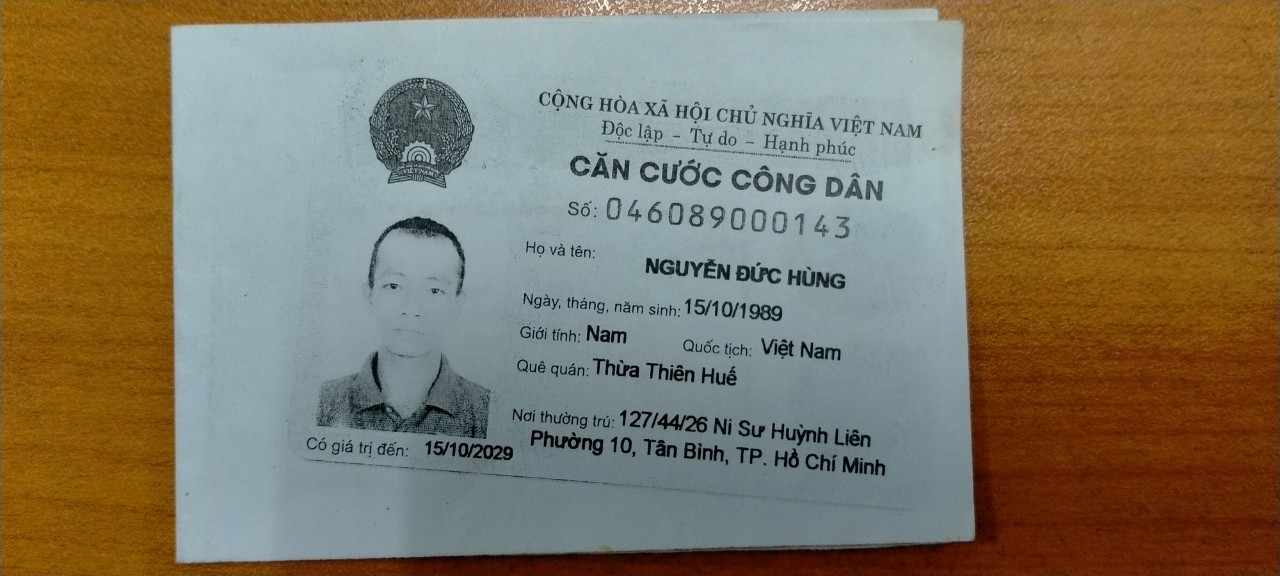 CỘNG HÒA XÃ HỘI CHỦ NGHĨA VIỆT NAM
Độc lập – Tự do – Hạnh phúc
CĂN CƯỚC CÔNG DÂN
Số: 046089000143
Họ và tên:
NGUYỄN ĐỨC HÙNG
Ngày, tháng, năm sinh: 15/10/1989
Giới tính: Nam Quốc tịch: Việt Nam
Quê quán: Thừa Thiên Huế
Nơi thường trú: 127/44/26 Ni Sư Huỳnh Liên
Phường 10, Tân Bình, TP. Hồ Chí Minh
Có giá trị đến: 15/10/2029
VIỆT NAM